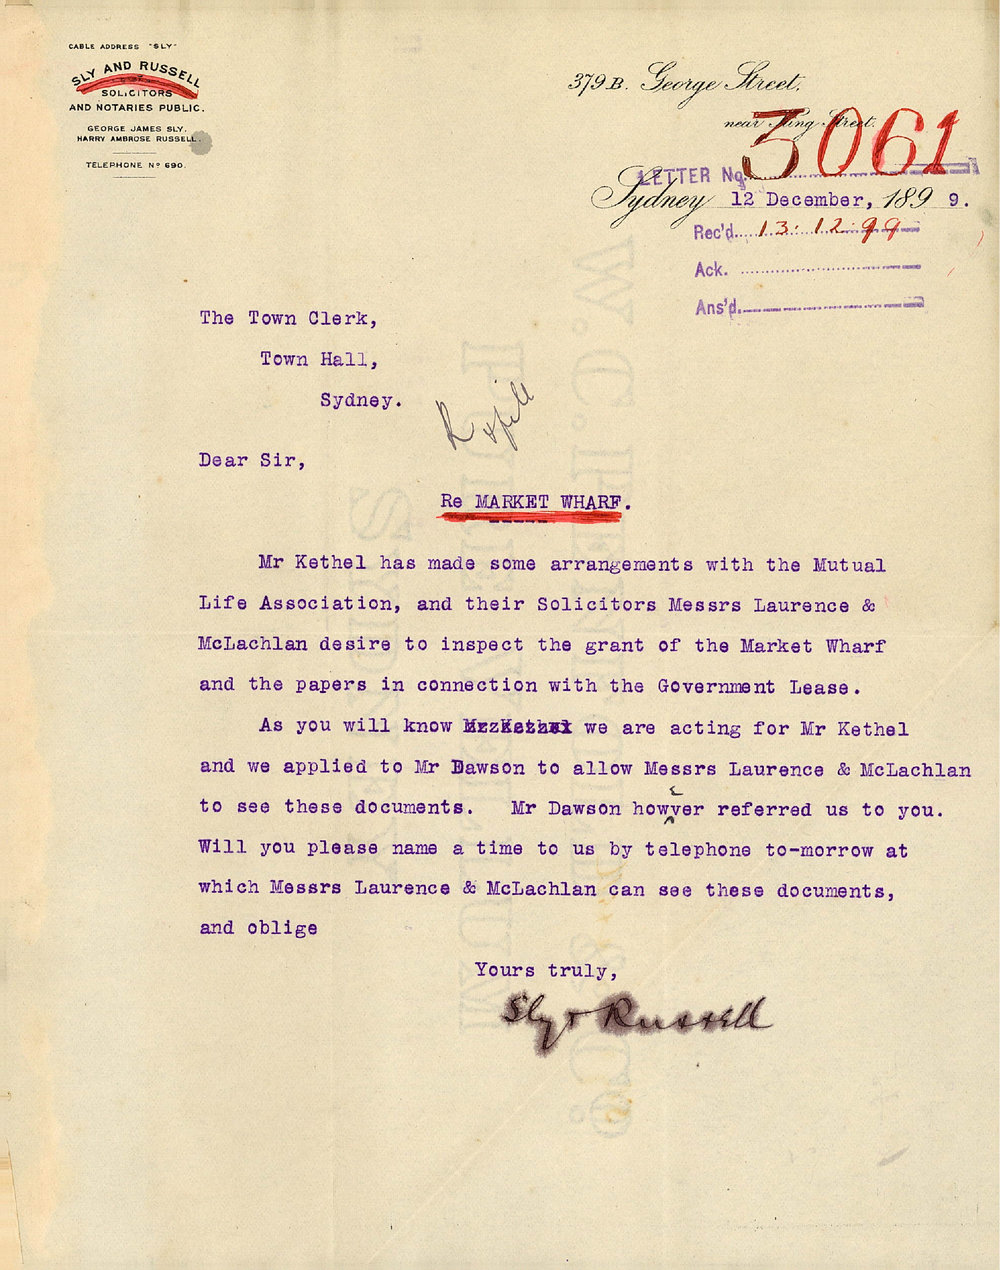 CABLE ADDRESS "SLY"
SLY AND RUSSELL
SOLICITORS
AND NOTARIES PUBLIC.
GEORGE JAMES SLY.
HARRY AMBROSE RUSSELL.
TELEPHONE Nº 690.
379B. George Street,
near King Street.
3061
LETTER No.
Sydney 12 December, 1899.
Rec'd. 13.12.99
Ack.
Ans'd.
The Town Clerk,
Town Hall,
Sydney.
Dear Sir,
Re MARKET WHARF.
Mr Kethel has made some arrangements with the Mutual
Life Association, and their Solicitors Messrs Laurence &
McLachlan desire to inspect the grant of the Market Wharf
and the papers in connection with the Government Lease.
As you will know we are acting for Mr Kethel
and we applied to Mr Dawson to allow Messrs Laurence & McLachlan
to see these documents. Mr Dawson however referred us to you.
Will you please name a time to us by telephone to-morrow at
which Messrs Laurence & McLachlan can see these documents,
and oblige
Yours truly,
Sly & Russell